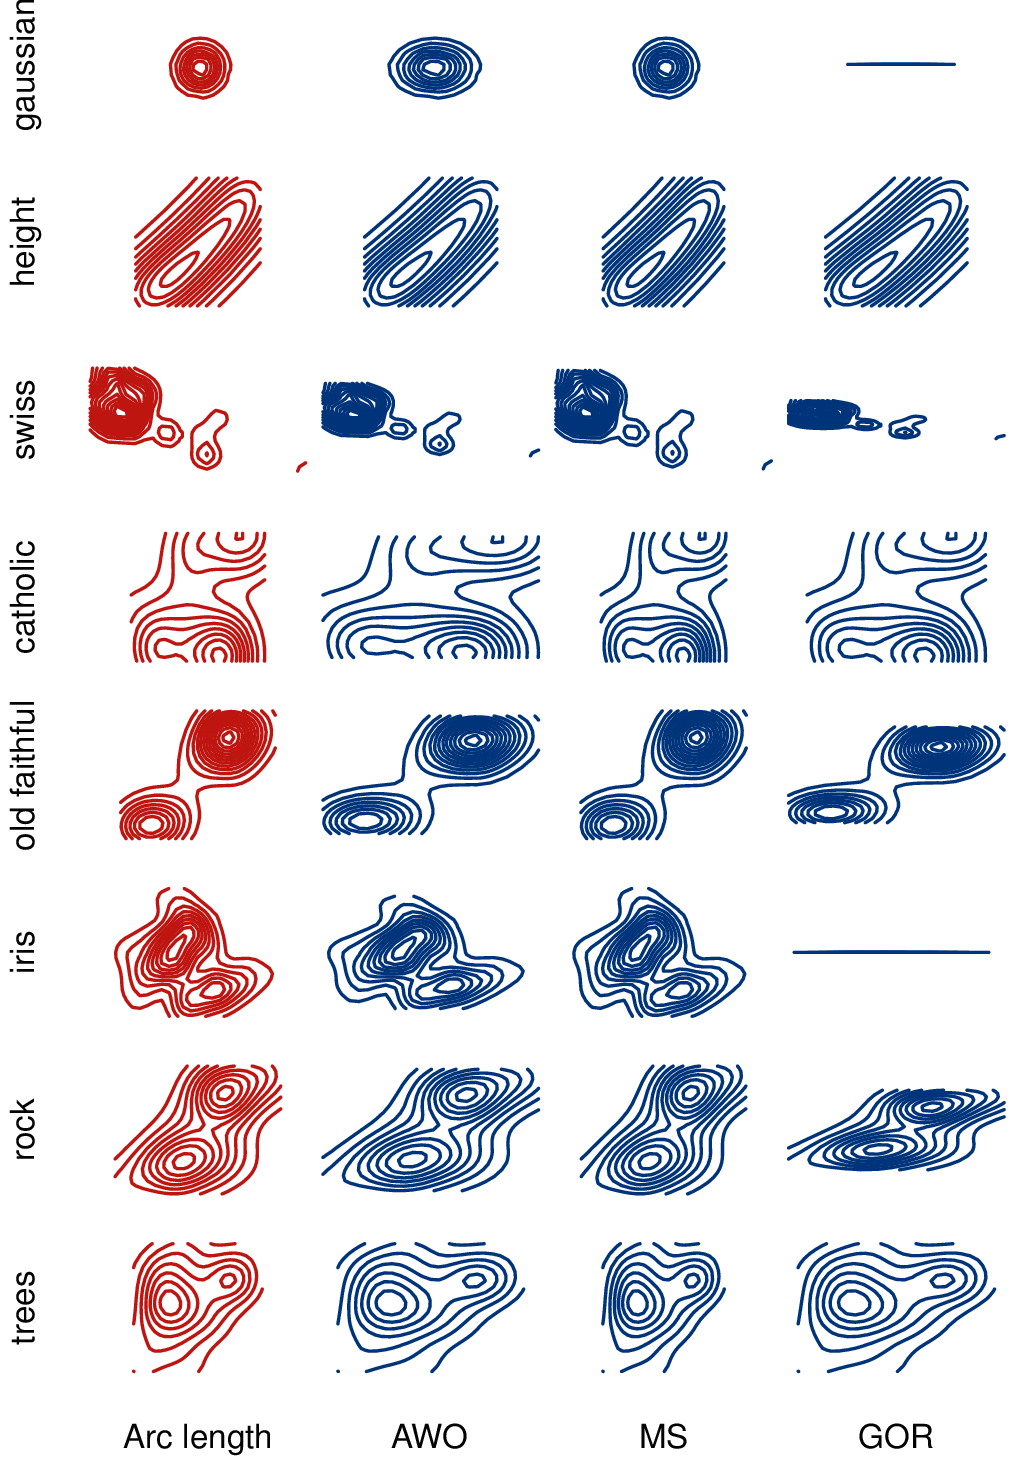 gaussian
height
swiss
catholic
old faithful
iris
rock
trees
Arc length
AWO
MS
GOR